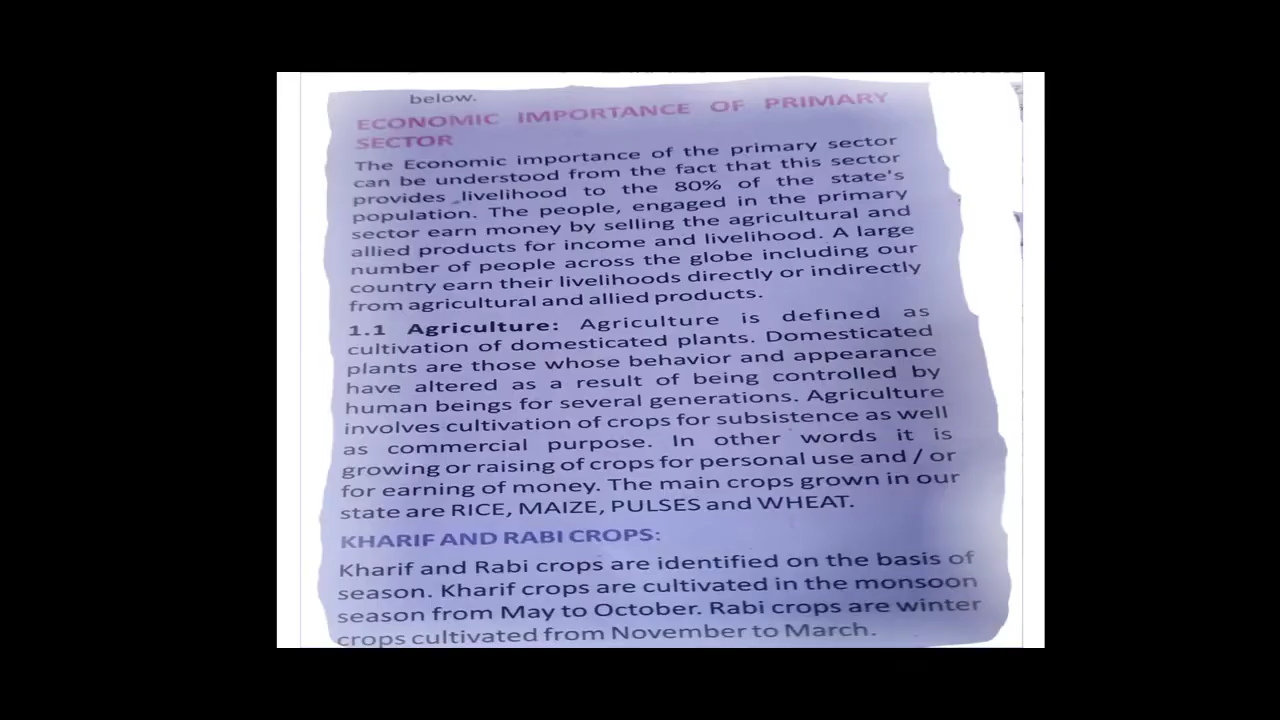 below.
ECONOMIC IMPORTANCE OF PRIMARY
SECTOR
The Economic importance of the primary sector
can be understood from the fact that this sector
provides livelihood to the 80% of the state's
population. The people, engaged in the primary
sector earn money by selling the agricultural and
allied products for income and livelihood. A large
number of people across the globe including our
country earn their livelihoods directly or indirectly
from agricultural and allied products.
1.1 Agriculture: Agriculture is defined as
cultivation of domesticated plants. Domesticated
plants are those whose behavior and appearance
have altered as a result of being controlled by
human beings for several generations. Agriculture
involves cultivation of crops for subsistence as well
as commercial purpose. In other words it is
growing or raising of crops for personal use and / or
for earning of money. The main crops grown in our
state are RICE, MAIZE, PULSES and WHEAT.
KHARIF AND RABI CROPS:
Kharif and Rabi crops are identified on the basis of
season. Kharif crops are cultivated in the monsoon
season from May to October. Rabi crops are winter
crops cultivated from November to March.